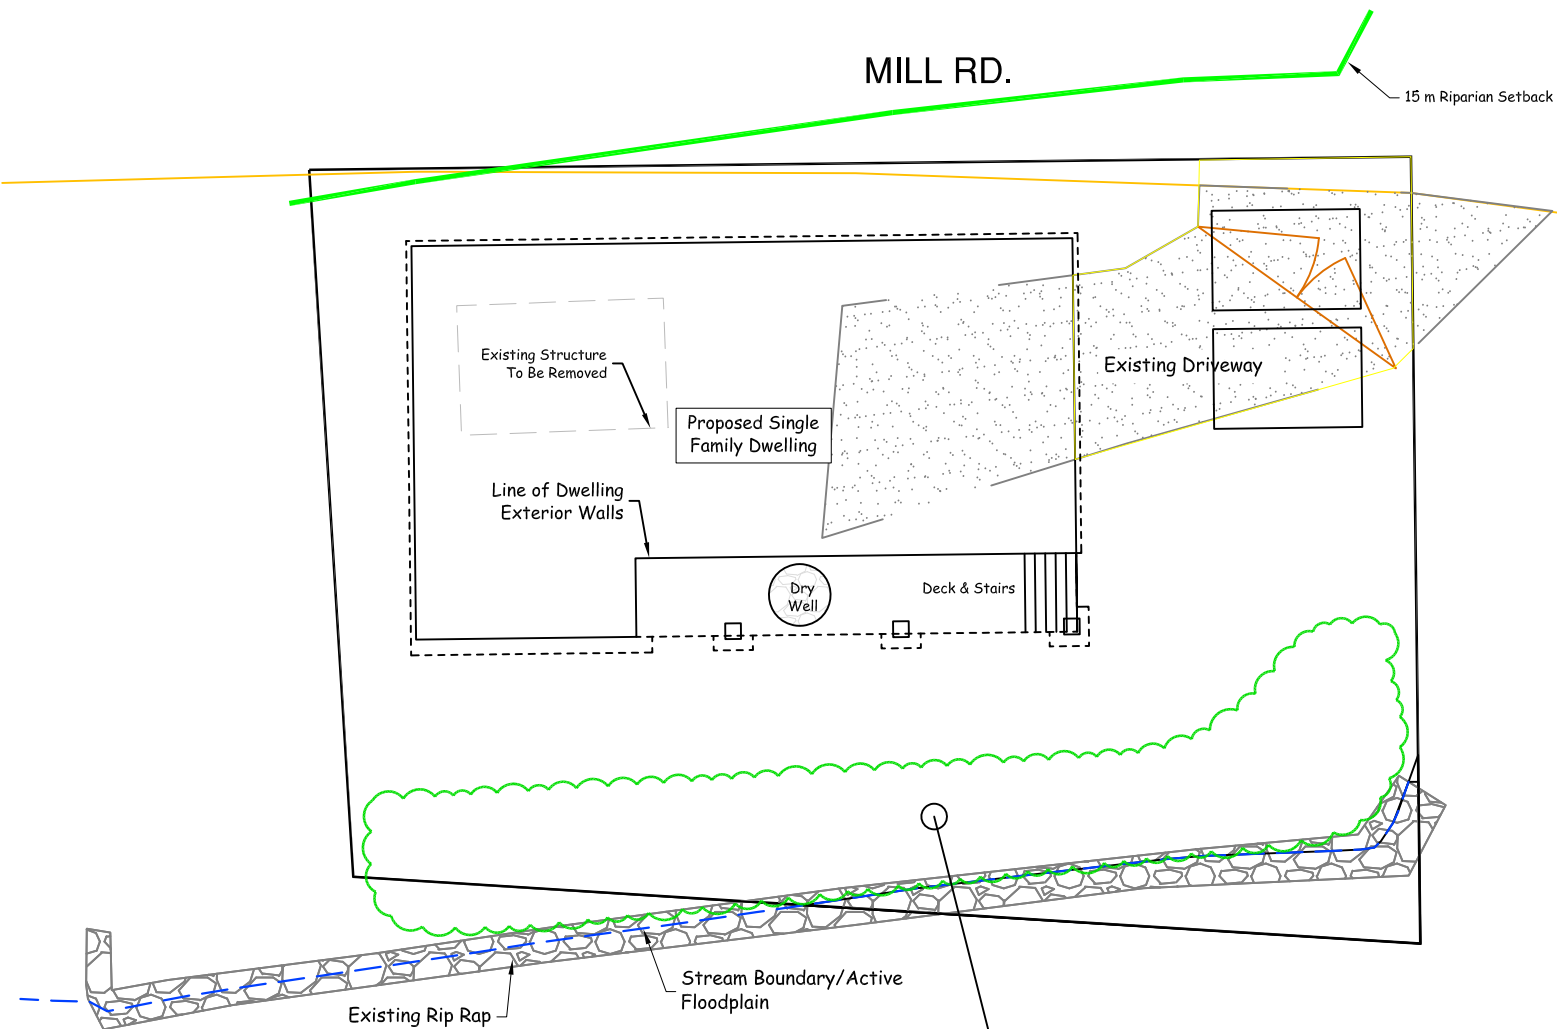 MILL RD.
15 m Riparian Setback
Existing Structure
To Be Removed
Existing Driveway
Proposed Single
Family Dwelling
Line of Dwelling
Exterior Walls
Dry
Well
Deck & Stairs
Stream Boundary/Active
Floodplain
Existing Rip Rap